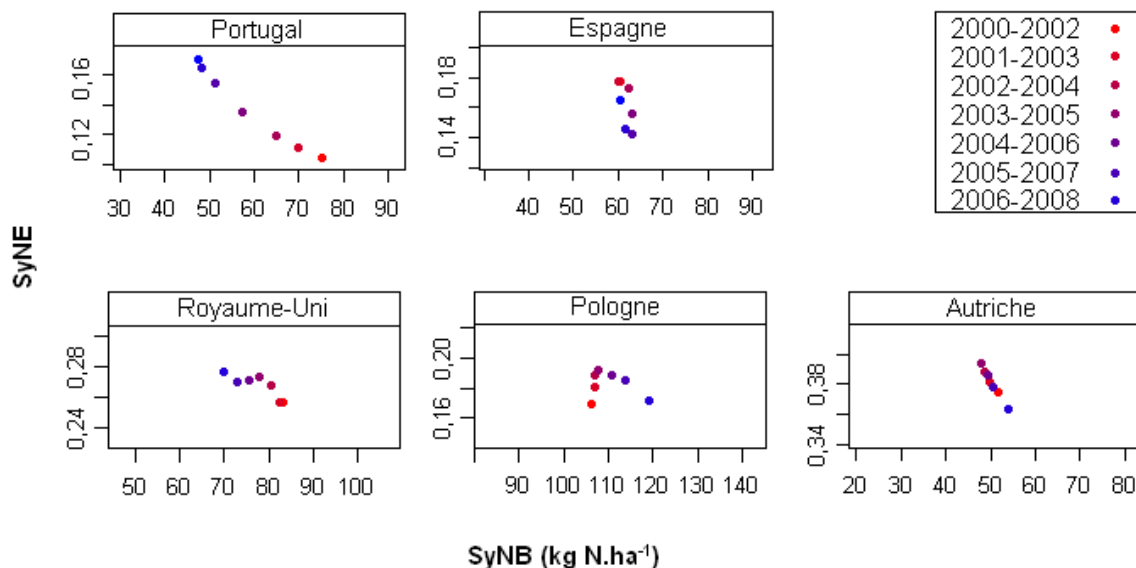 Portugal
0,16
0,12
30 40 50 60 70 80 90
Espagne
0,18
0,14
40 50 60 70 80 90
2000-2002
2001-2003
2002-2004
2003-2005
2004-2006
2005-2007
2006-2008
SyNE
Royaume-Uni
0,28
0,24
50 60 70 80 90 100
Pologne
0,20
0,16
90 100 110 120 130 140
Autriche
0,38
0,34
20 30 40 50 60 70 80
SyNB (kg N.ha⁻¹)